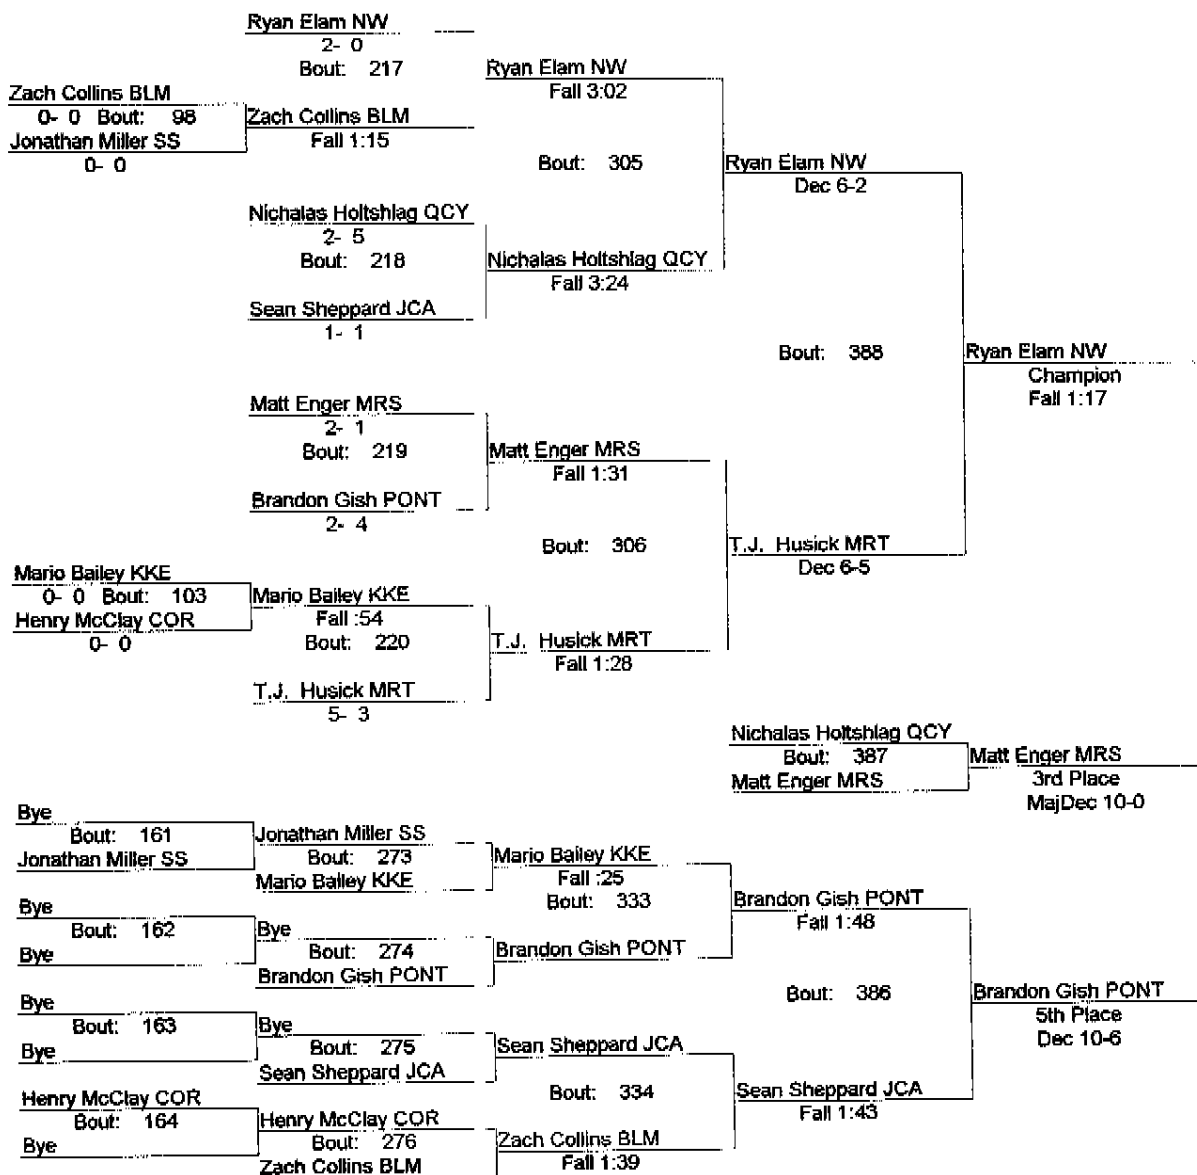 Ryan Elam NW
2- 0
Bout: 217
Ryan Elam NW
Fall 3:02
Zach Collins BLM
0- 0 Bout: 98
Jonathan Miller SS
0- 0
Zach Collins BLM
Fall 1:15
Bout: 305
Ryan Elam NW
Dec 6-2
Nichalas Holtshlag QCY
2- 5
Bout: 218
Nichalas Holtshlag QCY
Fall 3:24
Sean Sheppard JCA
1- 1
Bout: 388
Ryan Elam NW
Champion
Fall 1:17
Matt Enger MRS
2- 1
Bout: 219
Matt Enger MRS
Fall 1:31
Brandon Gish PONT
2- 4
Bout: 306
T.J. Husick MRT
Dec 6-5
Mario Bailey KKE
0- 0 Bout: 103
Henry McClay COR
0- 0
Mario Bailey KKE
Fall :54
Bout: 220
T.J. Husick MRT
Fall 1:28
T.J. Husick MRT
5- 3
Nichalas Holtshlag QCY
Bout: 387
Matt Enger MRS
Matt Enger MRS
3rd Place
MajDec 10-0
Bye
Bout: 161
Jonathan Miller SS
Jonathan Miller SS
Bout: 273
Mario Bailey KKE
Mario Bailey KKE
Fall :25
Bout: 333
Brandon Gish PONT
Fall 1:48
Bye
Bout: 162
Bye
Bye
Bout: 274
Brandon Gish PONT
Brandon Gish PONT
Bout: 386
Brandon Gish PONT
5th Place
Dec 10-6
Bye
Bout: 163
Bye
Bye
Bout: 275
Sean Sheppard JCA
Sean Sheppard JCA
Bout: 334
Sean Sheppard JCA
Fall 1:43
Henry McClay COR
Bout: 164
Bye
Henry McClay COR
Bout: 276
Zach Collins BLM
Zach Collins BLM
Fall 1:39